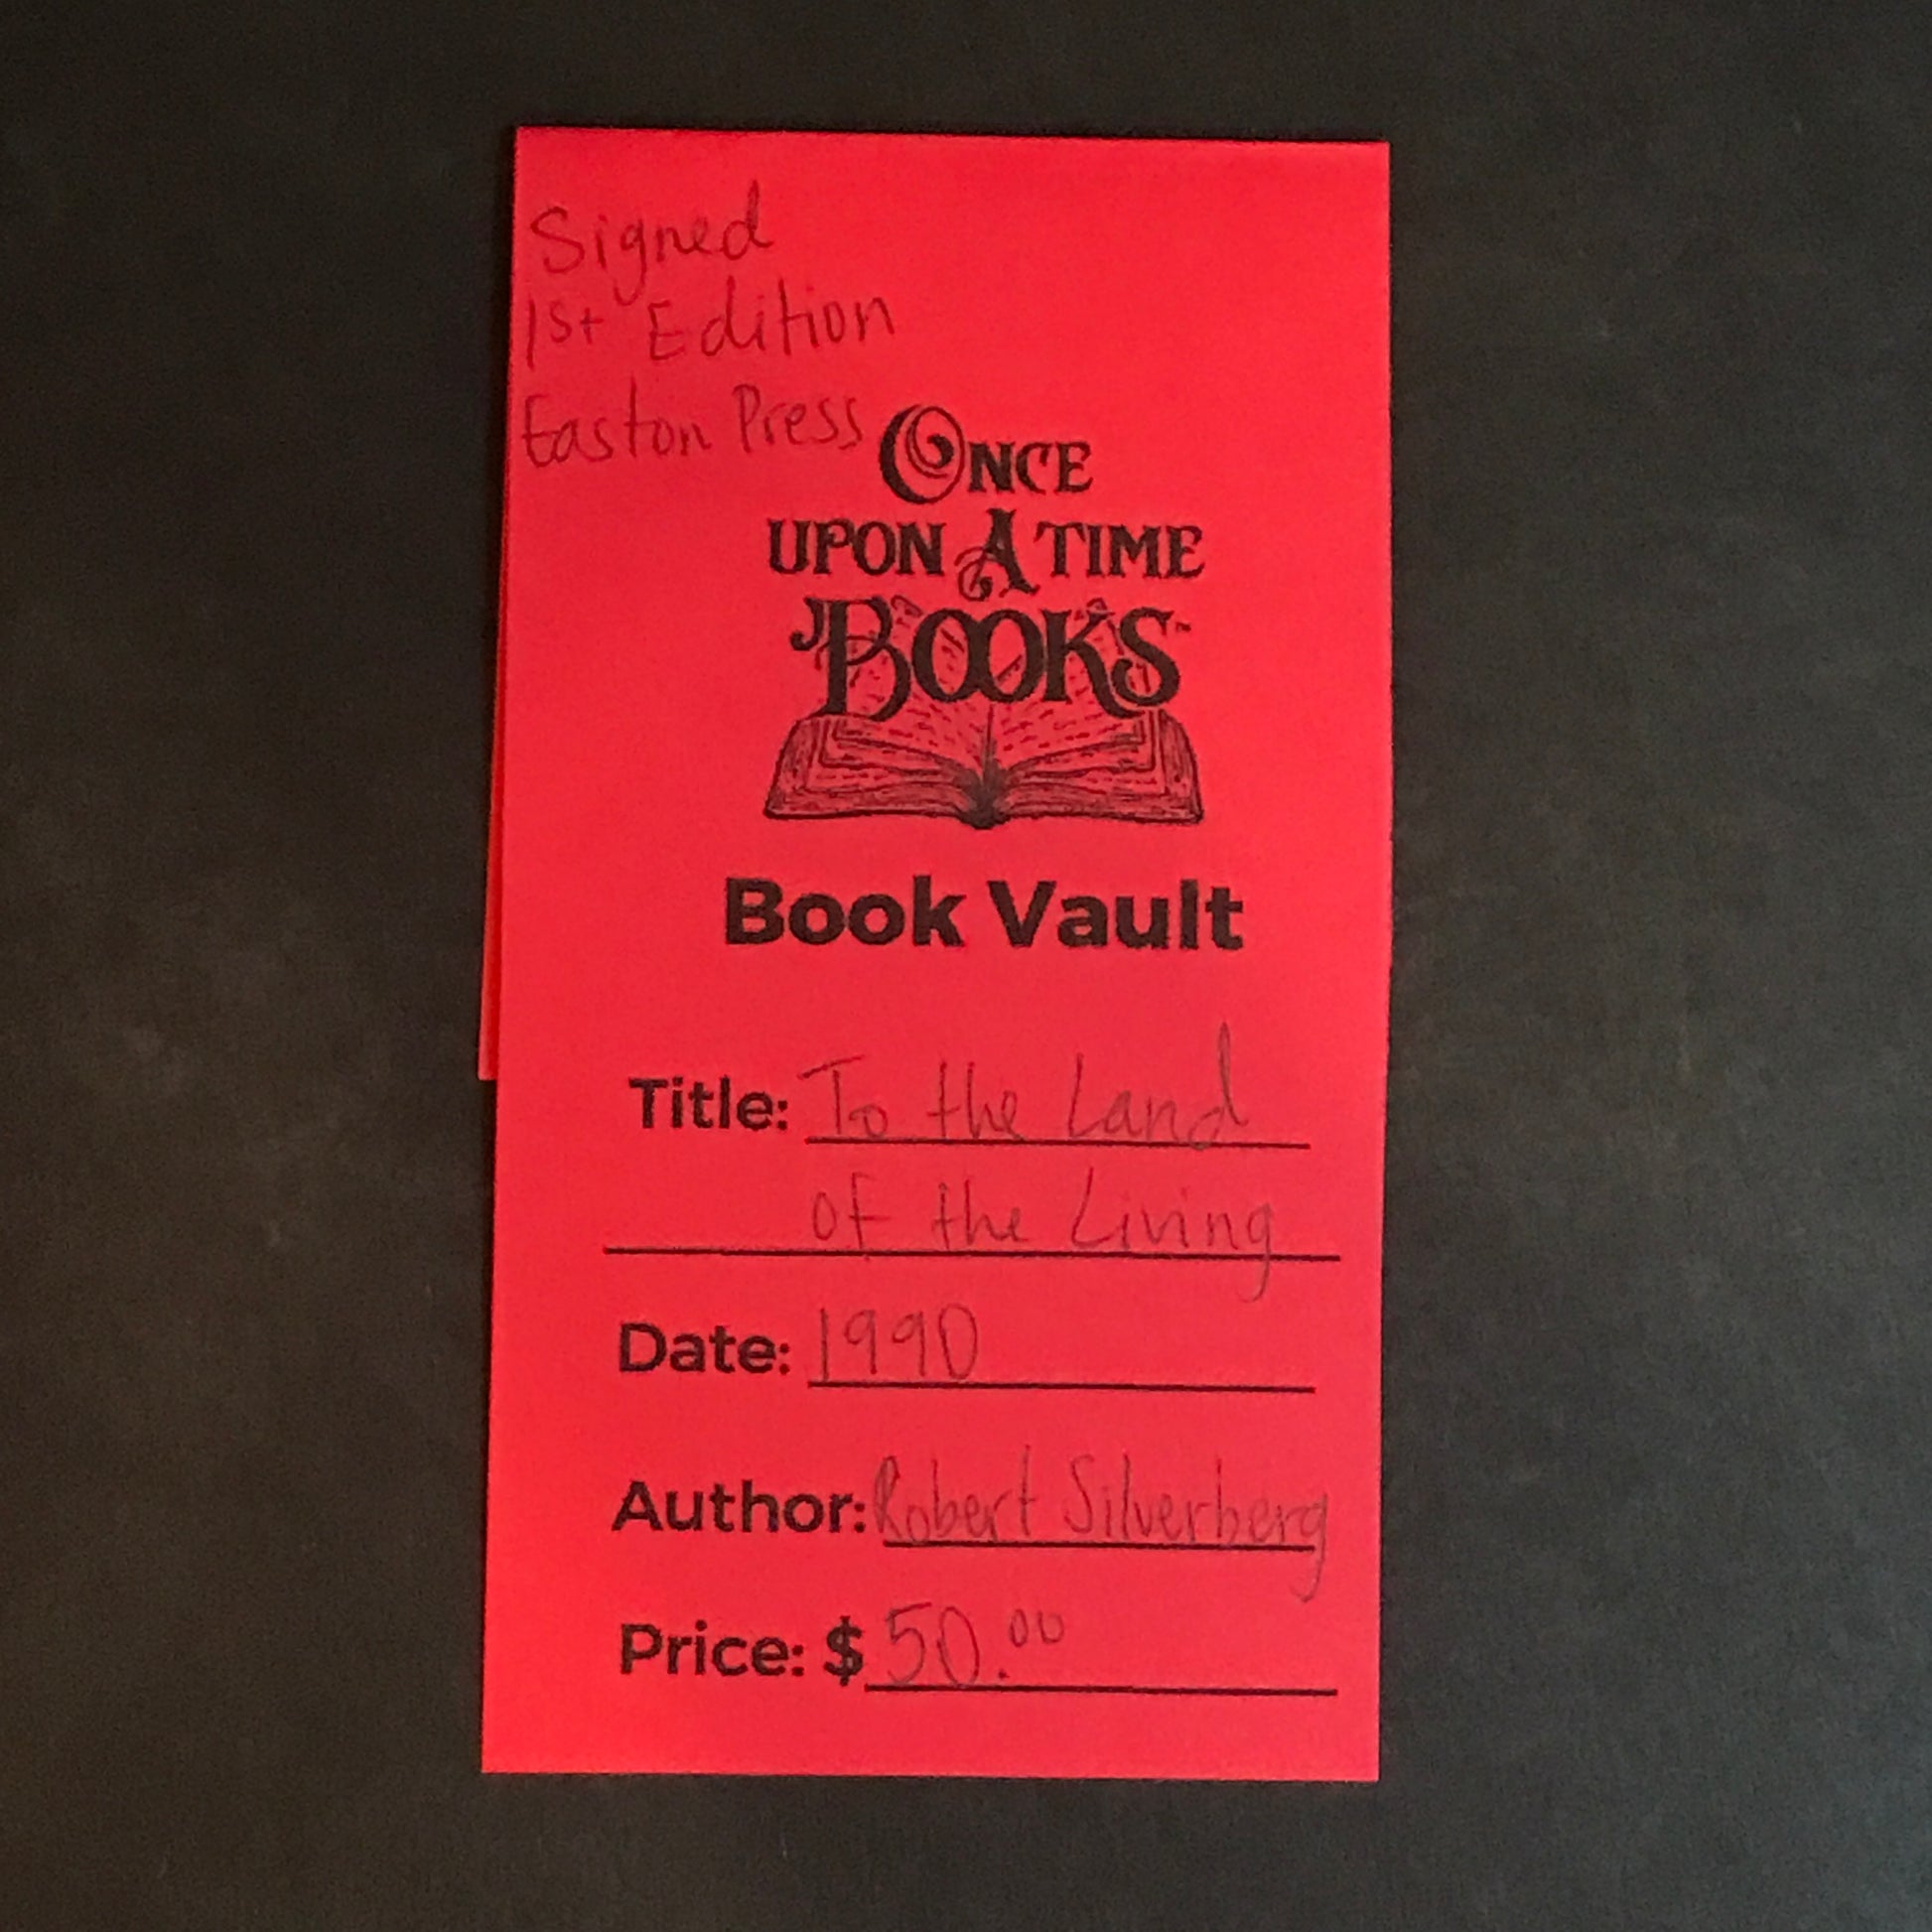 Signed
1st Edition
Easton Press
ONCE
UPON A TIME
BOOKS™
Book Vault
Title: To the Land
of the Living
Date: 1990
Author: Robert Silverberg
Price: $ 50.00